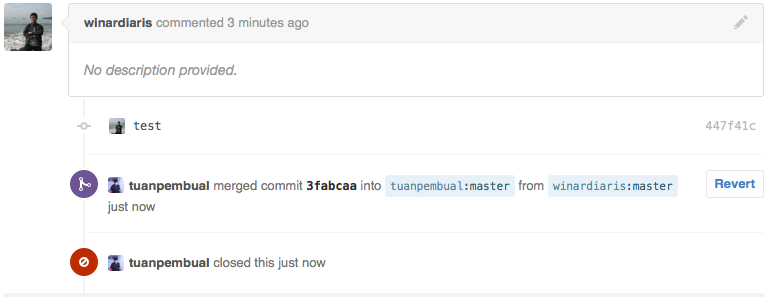 winardiaris commented 3 minutes ago
No description provided.
test 447f41c
tuanpembual merged commit 3fabcaa into tuanpembual:master from winardiaris:master Revert
just now
tuanpembual closed this just now